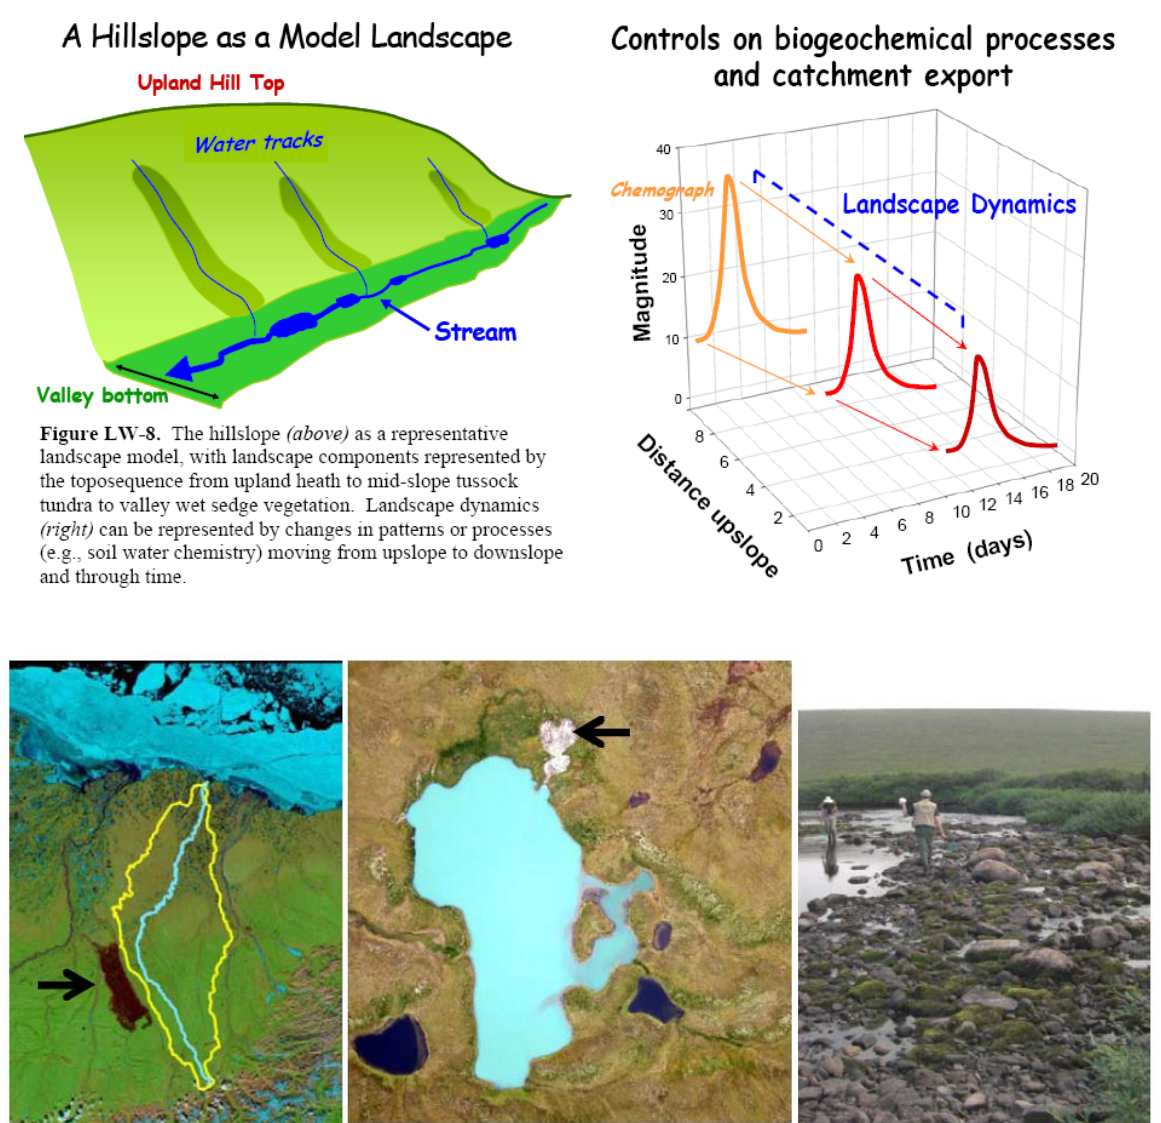 A Hillslope as a Model Landscape
Upland Hill Top
Water tracks
Stream
Valley bottom
Figure LW-8. The hillslope (above) as a representative
landscape model, with landscape components represented by
the toposequence from upland heath to mid-slope tussock
tundra to valley wet sedge vegetation. Landscape dynamics
(right) can be represented by changes in patterns or processes
(e.g., soil water chemistry) moving from upslope to downslope
and through time.
Controls on biogeochemical processes
and catchment export
Chemograph
Landscape Dynamics
Magnitude
40
30
20
10
0
Distance upslope
8
6
4
2
0 2 4 6 8 10 12 14 16 18 20
Time (days)